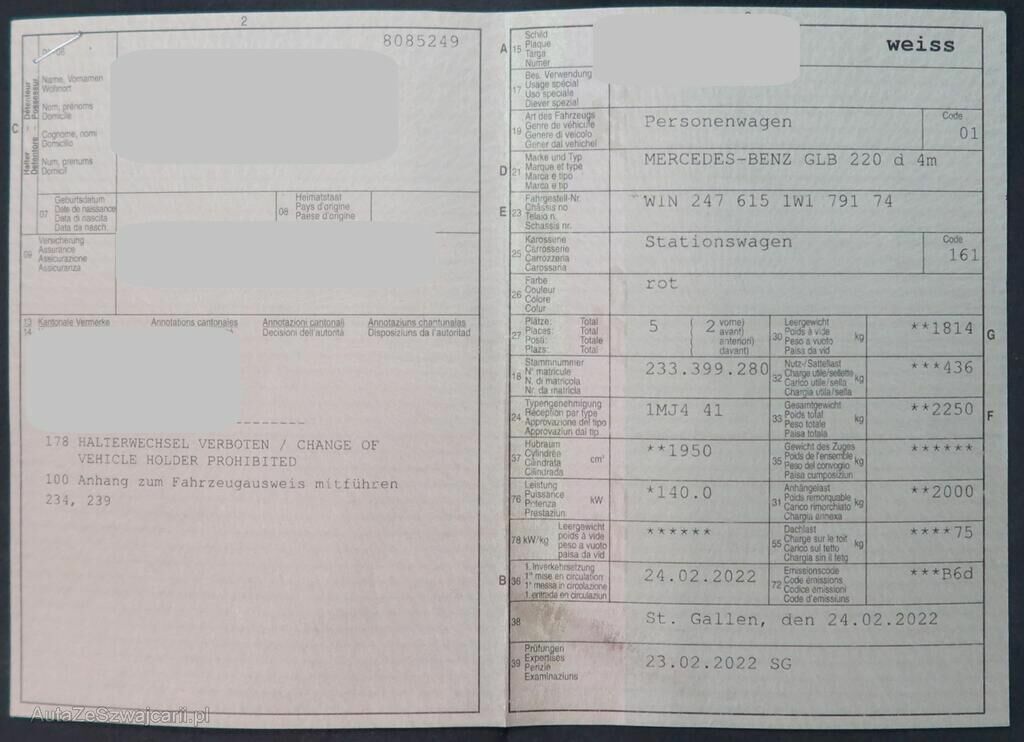 2
8085249
C
Détenteur
Possesseur
Halter
Detentore
Name, Vornamen
Wohnort
Nom, prénoms
Domicile
Cognome, nomi
Domicilio
Num, prenums
Domicil
07
Geburtsdatum
Date de naissance
Data di nascita
Data da nasch.
08
Heimatstaat
Pays d'origine
Paese d'origine
09
Versicherung
Assurance
Assicurazione
Assicuranza
13
14
Kantonale Vermerke
Annotations cantonales
Annotazioni cantonali
Annotaziuns chantunalas
Decisions de l'autorité
Decisioni dell'autorità
Disposiziuns da l'autoritad
178 HALTERWECHSEL VERBOTEN / CHANGE OF
VEHICLE HOLDER PROHIBITED
100 Anhang zum Fahrzeugausweis mitführen
234, 239
A
15
Schild
Plaque
Targa
Numer
weiss
17
Bes. Verwendung
Usage spécial
Uso speciale
Diever spezial
19
Art des Fahrzeugs
Genre de véhicule
Genere di veicolo
Gener dal vehichel
Personenwagen
Code
01
D
21
Marke und Typ
Marque et type
Marca e tipo
Marca e tip
MERCEDES-BENZ GLB 220 d 4m
E
23
Fahrgestell-Nr.
Châssis no
Telaio n.
Schassis nr.
W1N 247 615 1W1 791 74
25
Karosserie
Carrosserie
Carrozzeria
Carossaria
Stationswagen
Code
161
26
Farbe
Couleur
Colore
Colur
rot
27
Plätze: Total
Places: Total
Posti: Totale
Plazs: Total
5
( 2 vorne)
avant)
anteriori)
davant)
30
Leergewicht
Poids à vide
Peso a vuoto
Paisa da vid
kg
**1814
G
18
Stammnummer
N° matricule
N. di matricola
Nr. da matricla
233.399.280
32
Nutz-/Sattellast
Charge utile/sellette
Carico utile/sella
Chargia utila/sella
kg
***436
24
Typengenehmigung
Réception par type
Approvazione del tipo
Approvaziun dal tip
1MJ4 41
33
Gesamtgewicht
Poids total
Peso totale
Paisa totala
kg
**2250
F
37
Hubraum
Cylindrée
Cilindrata
Cilindrada
cm³
**1950
35
Gewicht des Zuges
Poids de l'ensemble
Peso del convoglio
Paisa cumposiziun
kg
******
76
Leistung
Puissance
Potenza
Prestaziun
kW
*140.0
31
Anhängelast
Poids remorquable
Carico rimorchiato
Chargia annexa
kg
**2000
78 kW/kg
Leergewicht
poids à vide
peso a vuoto
paisa da vid
******
55
Dachlast
Charge sur le toit
Carico sul tetto
Chargia sin il tetg
kg
****75
B
36
1. Inverkehrsetzung
1re mise en circulation
1a messa in circolazione
1. entrada en circulaziun
24.02.2022
72
Emissionscode
Code émissions
Codice emissioni
Code d'emissiuns
***B6d
38
St. Gallen, den 24.02.2022
39
Prüfungen
Expertises
Perizie
Examinaziuns
23.02.2022 SG
AutaZeSzwajcarii.pl